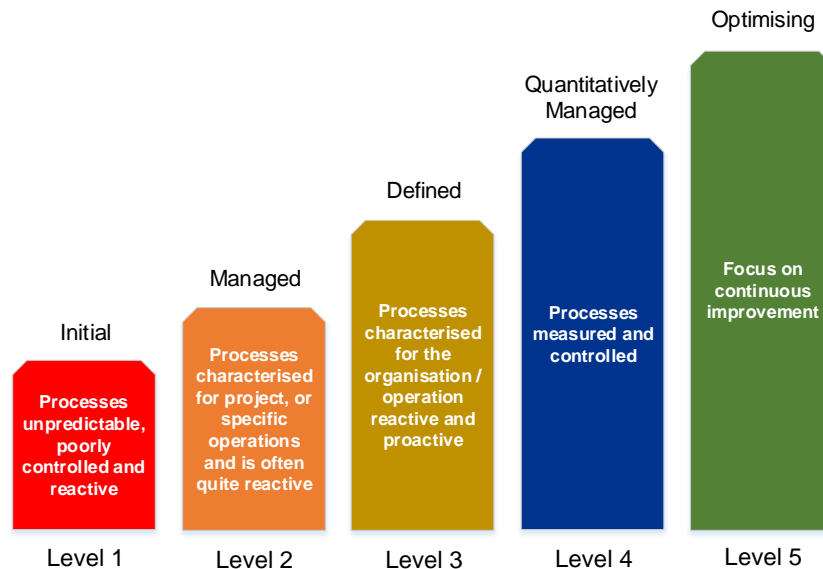 Initial
Processes
unpredictable,
poorly
controlled and
reactive
Level 1
Managed
Processes
characterised
for project, or
specific
operations
and is often
quite reactive
Level 2
Defined
Processes
characterised
for the
organisation /
operation
reactive and
proactive
Level 3
Quantitatively
Managed
Processes
measured and
controlled
Level 4
Optimising
Focus on
continuous
improvement
Level 5